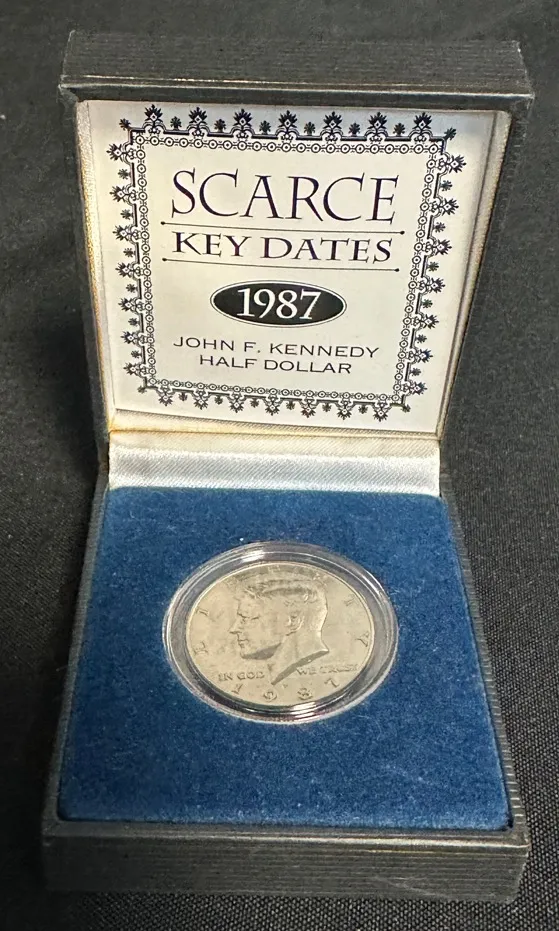 SCARCE
KEY DATES
1987
JOHN F. KENNEDY
HALF DOLLAR
IN GOD WE TRUST
1987